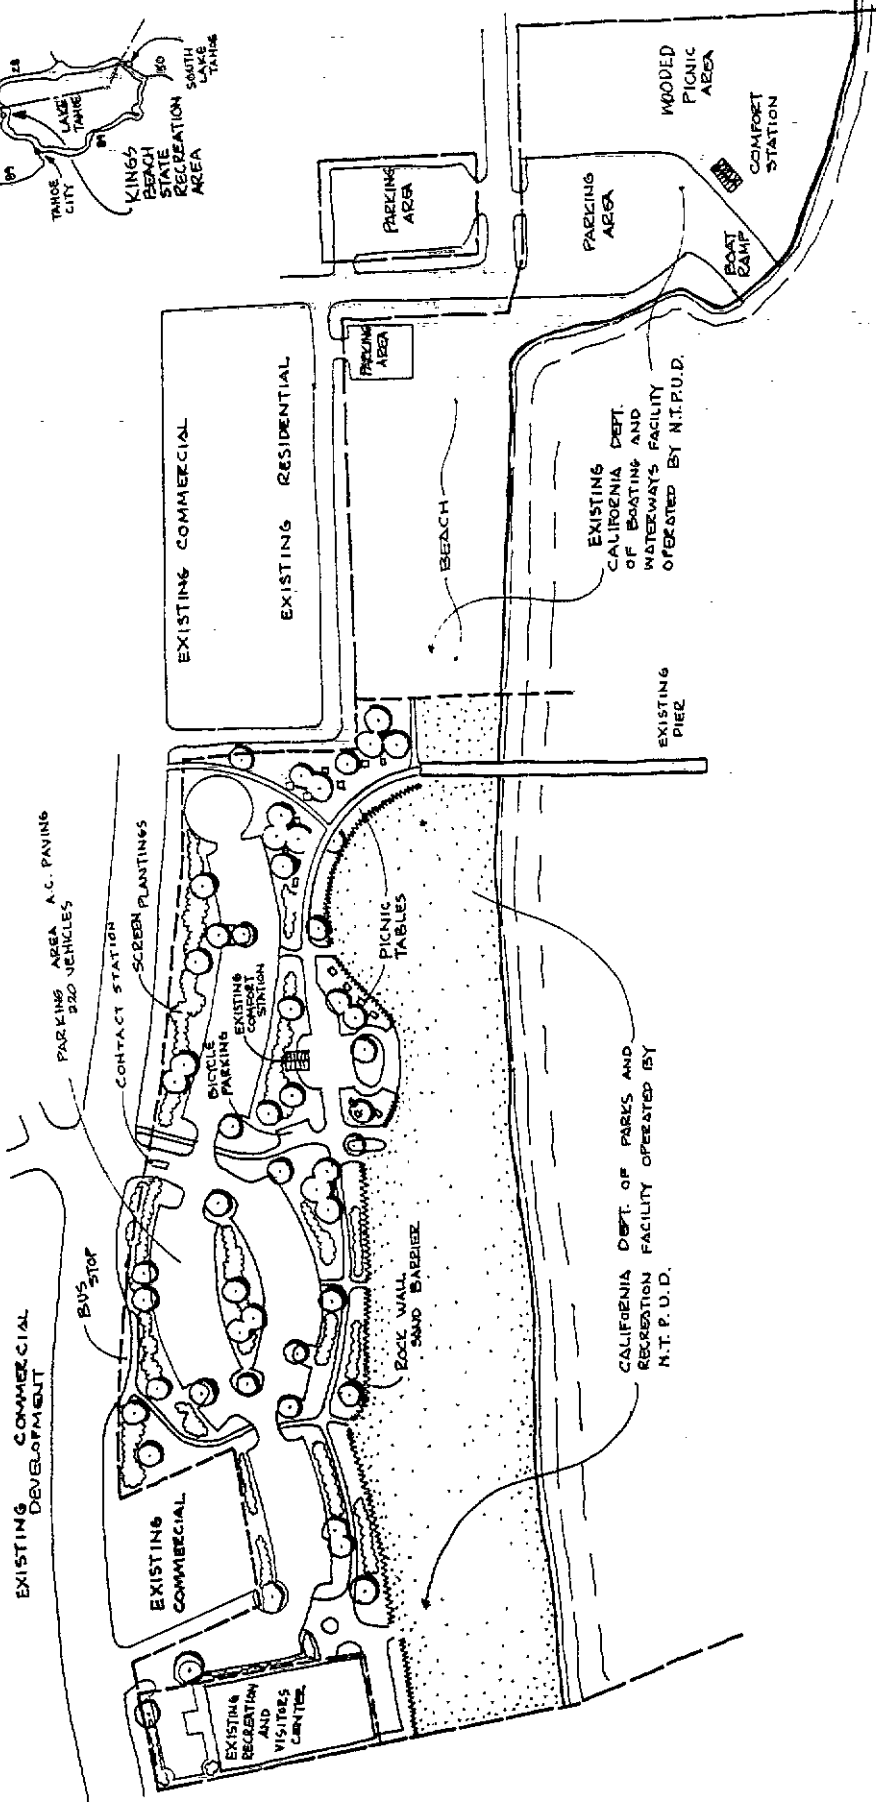 28
89
89
150
LAKE
TAHOE
SOUTH
LAKE
TAHOE
TAHOE
CITY
KINGS
BEACH
STATE
RECREATION
AREA
EXISTING COMMERCIAL
DEVELOPMENT
BUS
STOP
PARKING AREA A.C. PAVING
220 VEHICLES
CONTACT STATION
SCREEN PLANTINGS
EXISTING COMMERCIAL
EXISTING RESIDENTIAL
PARKING
AREA
PARKING
AREA
PARKING
AREA
WOODED
PICNIC
AREA
COMFORT
STATION
BOAT
RAMP
EXISTING
COMMERCIAL
EXISTING
RECREATION
AND
VISITORS
CENTER
BICYCLE
PARKING
EXISTING
COMFORT
STATION
PICNIC
TABLES
ROCK WALL
SAND BARRIER
BEACH
EXISTING
CALIFORNIA DEPT.
OF BOATING AND
WATERWAYS FACILITY
OPERATED BY N.T.P.U.D.
EXISTING
PIER
CALIFORNIA DEPT. OF PARKS AND
RECREATION FACILITY OPERATED BY
N.T.P.U.D.